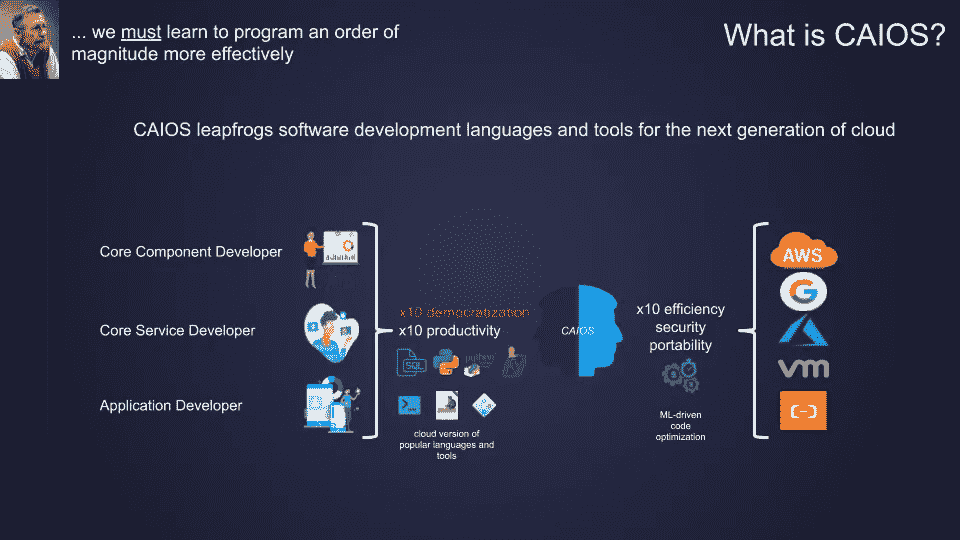 ... we must learn to program an order of
magnitude more effectively
What is CAIOS?
CAIOS leapfrogs software development languages and tools for the next generation of cloud
Core Component Developer
Core Service Developer
Application Developer
x10 democratization
x10 productivity
SQL
python
cloud version of
popular languages and
tools
CAIOS
x10 efficiency
security
portability
ML-driven
code
optimization
AWS
G
vm